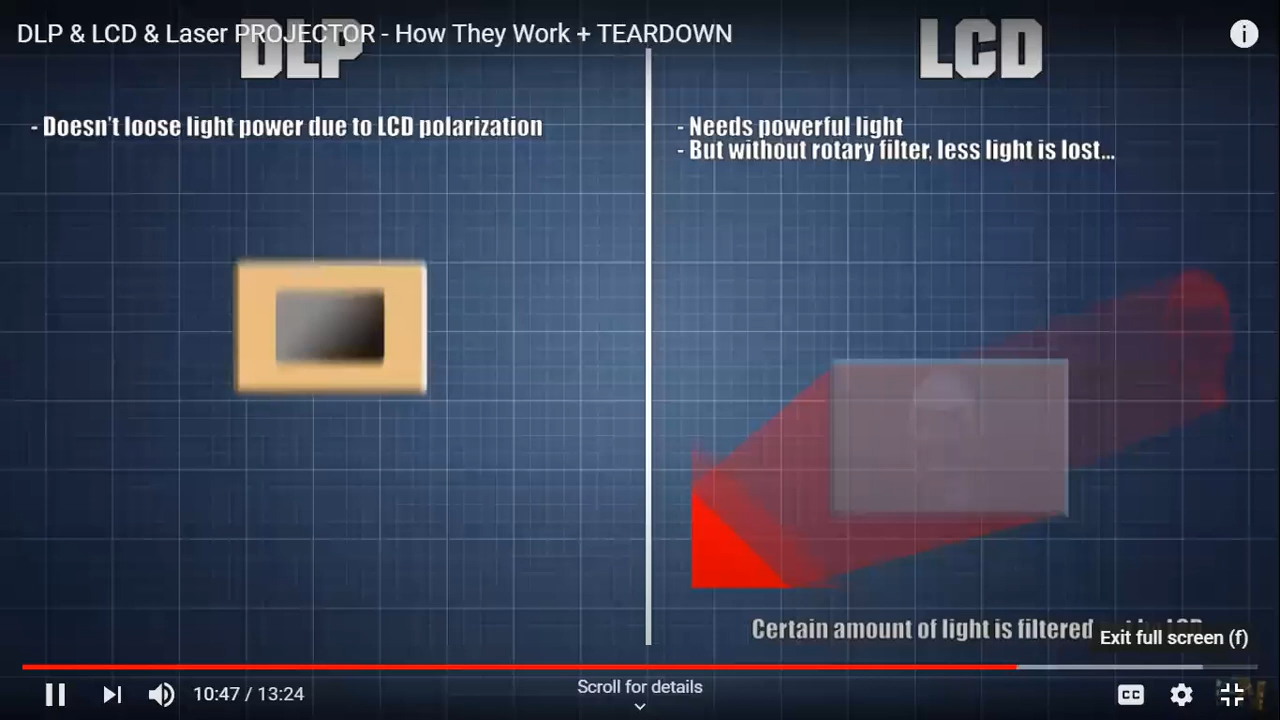 DLP & LCD & Laser PROJECTOR - How They Work + TEARDOWN
DLP
LCD
- Doesn't loose light power due to LCD polarization
- Needs powerful light
- But without rotary filter, less light is lost...
Certain amount of light is filtered
Exit full screen (f)
10:47 / 13:24
Scroll for details
CC